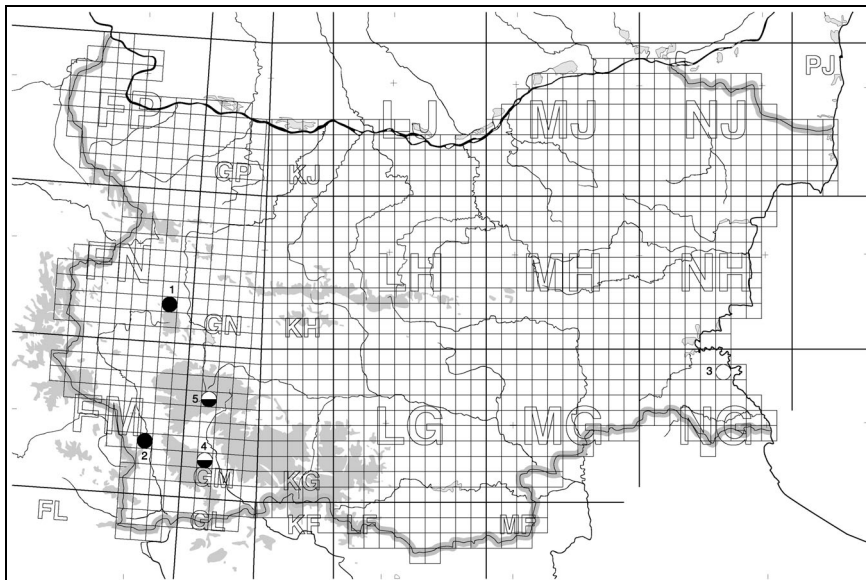 PJ
FP LJ MJ NJ
GP KJ
FN LH MH NH
1
GN KH
3
5
FM LG MG NG
4
2
GM KG
FL GL KF LF MF